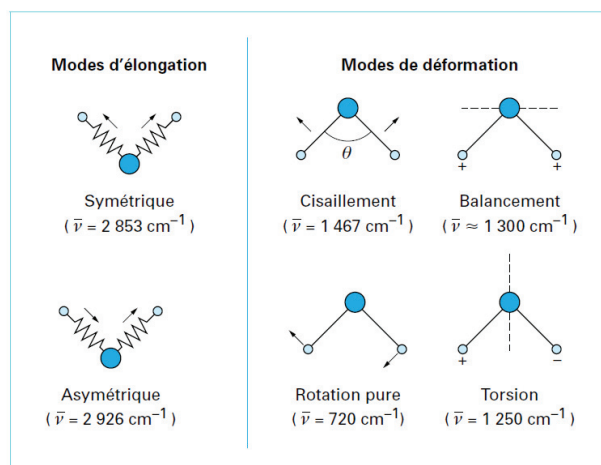 Modes d'élongation
Symétrique
( ν̅ = 2 853 cm⁻¹ )
Asymétrique
( ν̅ = 2 926 cm⁻¹ )
Modes de déformation
θ
+ +
Cisaillement
( ν̅ = 1 467 cm⁻¹ )
Balancement
( ν̅ ≈ 1 300 cm⁻¹ )
+ −
Rotation pure
( ν̅ = 720 cm⁻¹ )
Torsion
( ν̅ = 1 250 cm⁻¹ )